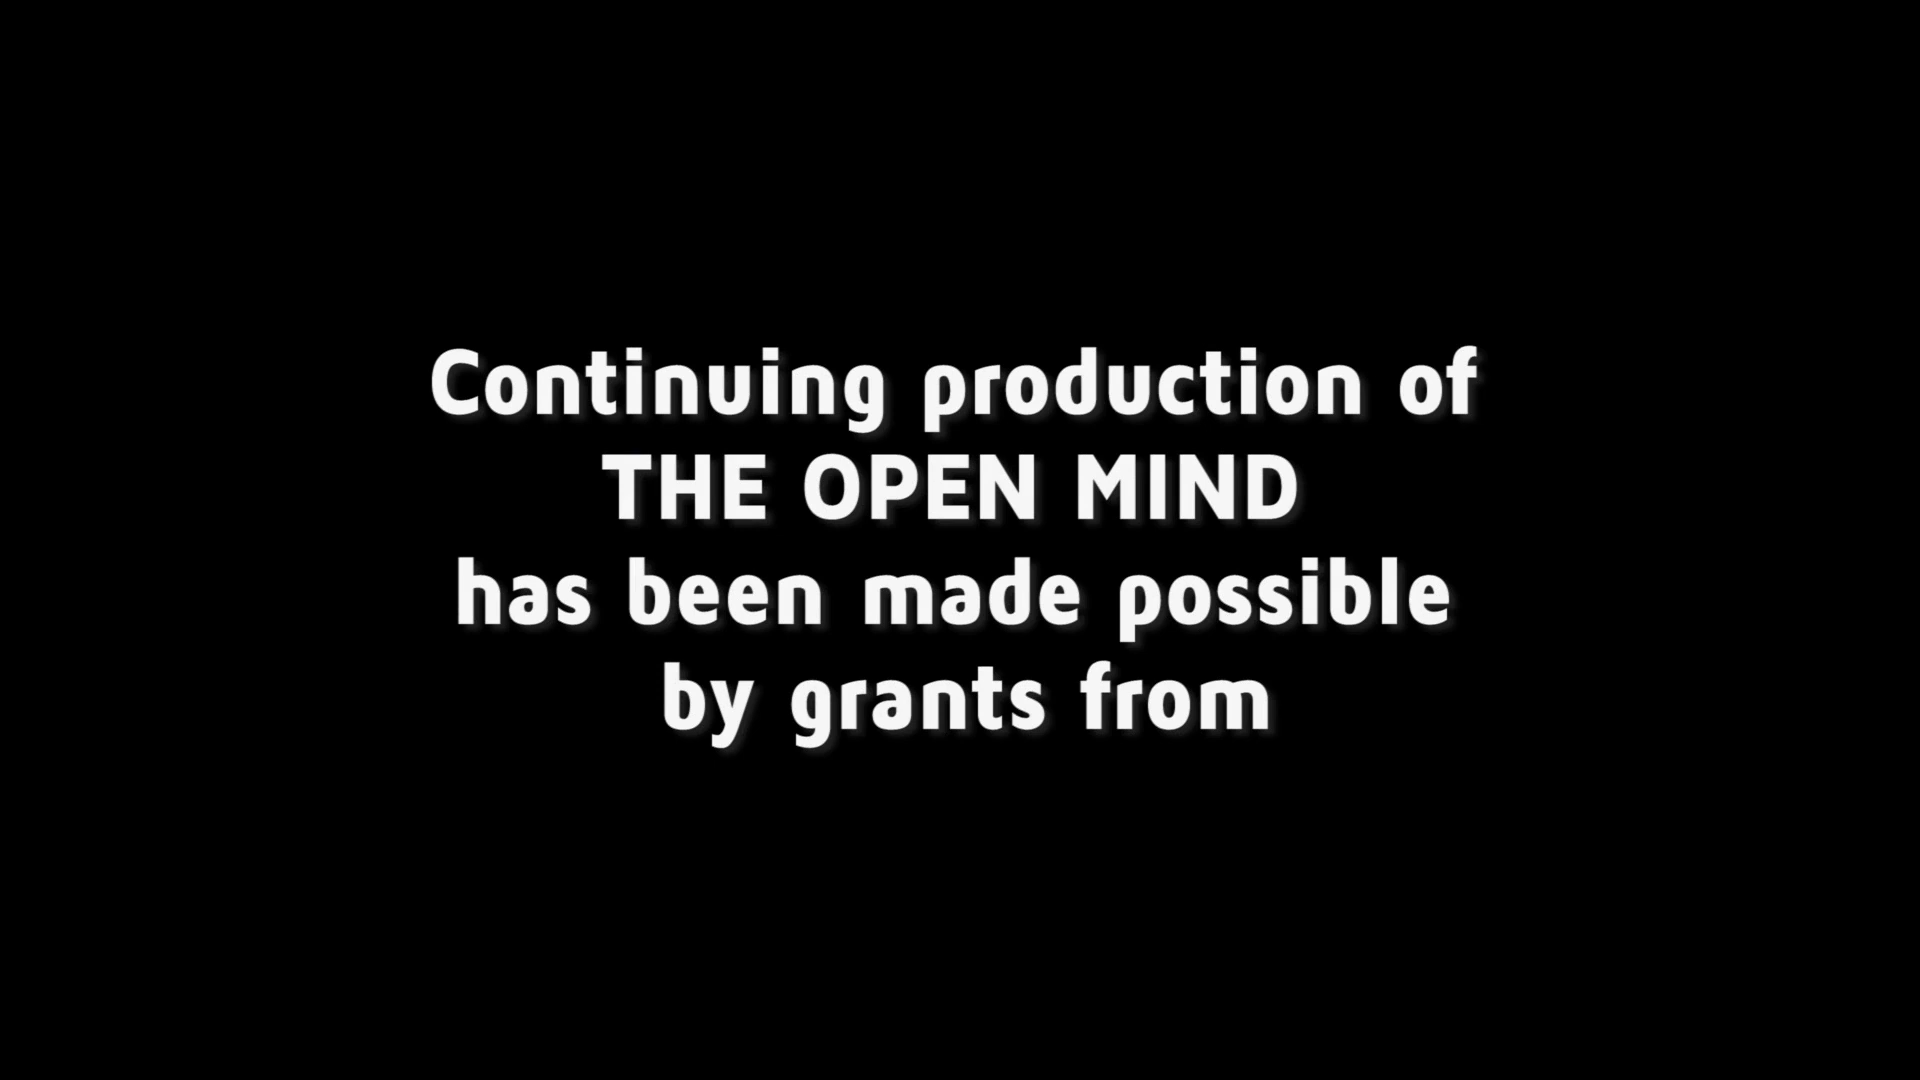 Continuing production of
THE OPEN MIND
has been made possible
by grants from